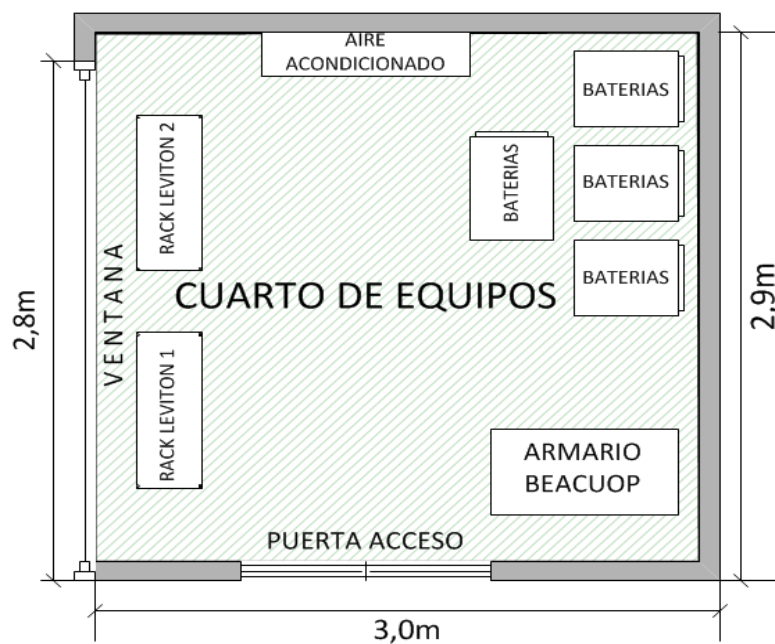 AIRE
ACONDICIONADO
BATERIAS
RACK LEVITON 2
BATERIAS
BATERIAS
VENTANA
CUARTO DE EQUIPOS
BATERIAS
2,8m
2,9m
RACK LEVITON 1
ARMARIO
BEACUOP
PUERTA ACCESO
3,0m